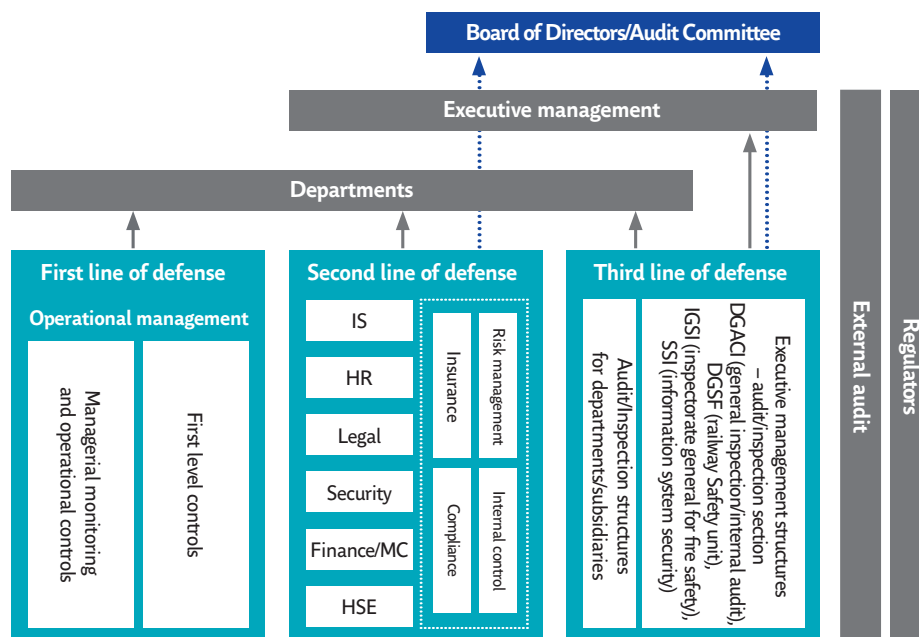 Board of Directors/Audit Committee
Executive management
Departments
First line of defense
Operational management
Managerial monitoring
and operational controls
First level controls
Second line of defense
IS
HR
Legal
Security
Finance/MC
HSE
Insurance
Risk management
Compliance
Internal control
Third line of defense
Audit/Inspection structures
for departments/subsidiaries
Executive management structures
– audit/inspection section
DGACI (general inspection/internal audit),
DGSF (railway Safety unit),
IGSI (inspectorate general for fire safety),
SSI (information system security)
External audit
Regulators